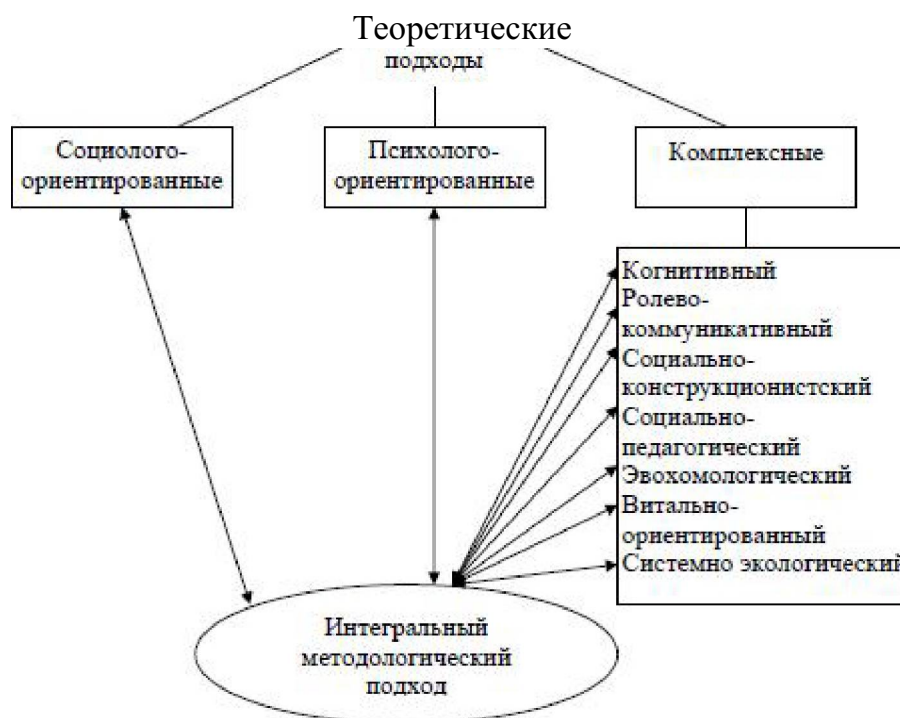 Теоретические
подходы
Социолого-
ориентированные
Психолого-
ориентированные
Комплексные
Когнитивный
Ролево-
коммуникативный
Социально-
конструкционистский
Социально-
педагогический
Эвохомологический
Витально-
ориентированный
Системно экологический
Интегральный
методологический
подход